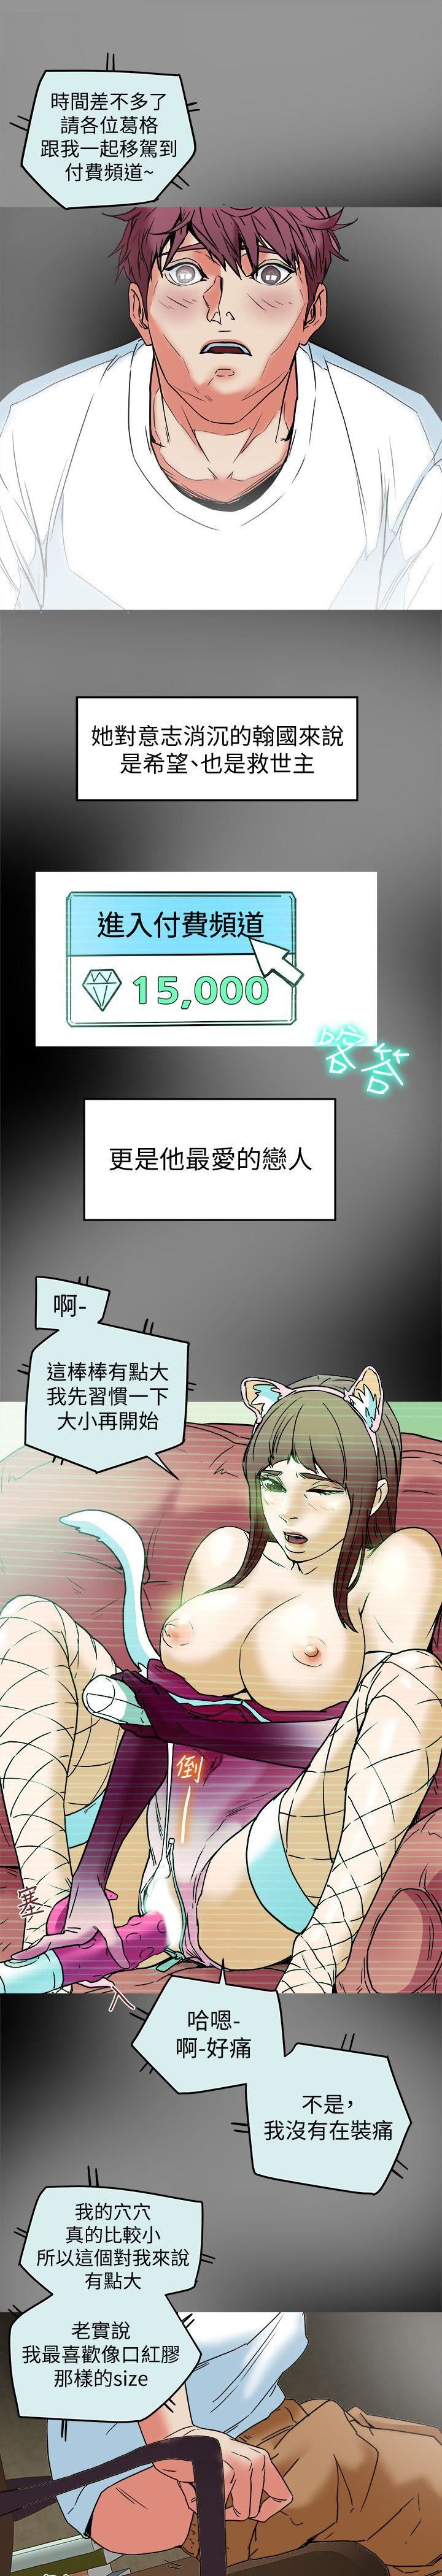 時間差不多了
請各位葛格
跟我一起移駕到
付費頻道~
她對意志消沉的翰國來說
是希望、也是救世主
進入付費頻道
15,000
喀答
更是他最愛的戀人
啊-
這棒棒有點大
我先習慣一下
大小再開始
倒
塞
哈嗯-
啊-好痛
不是,
我沒有在裝痛
我的穴穴
真的比較小
所以這個對我來說
有點大
老實說
我最喜歡像口紅膠
那樣的size